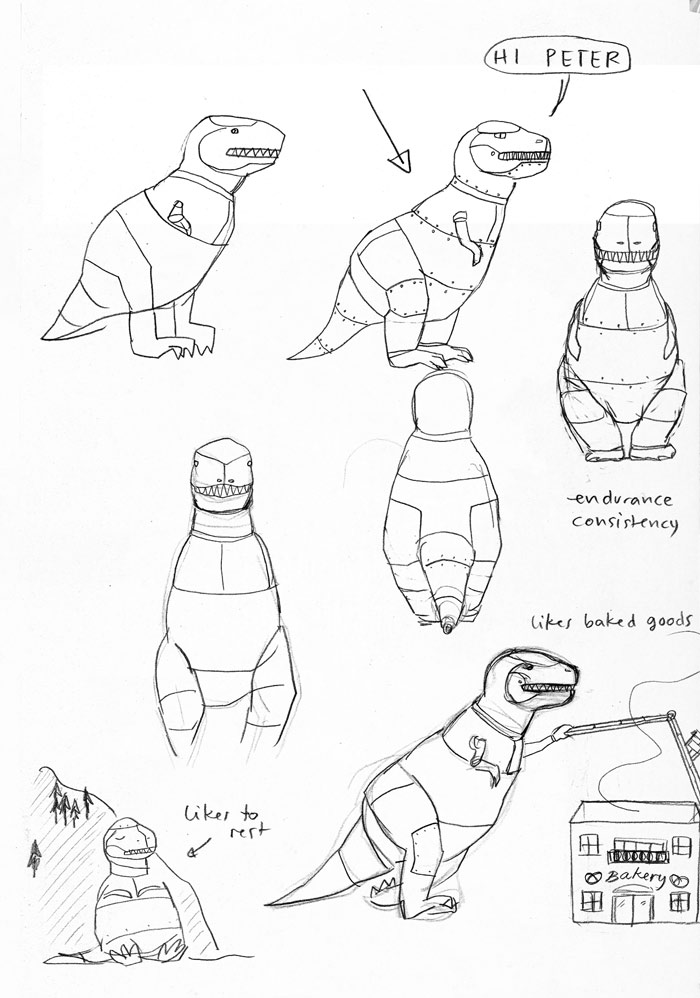 HI PETER
endurance
consistency
likes baked goods
likes to
rest
Bakery